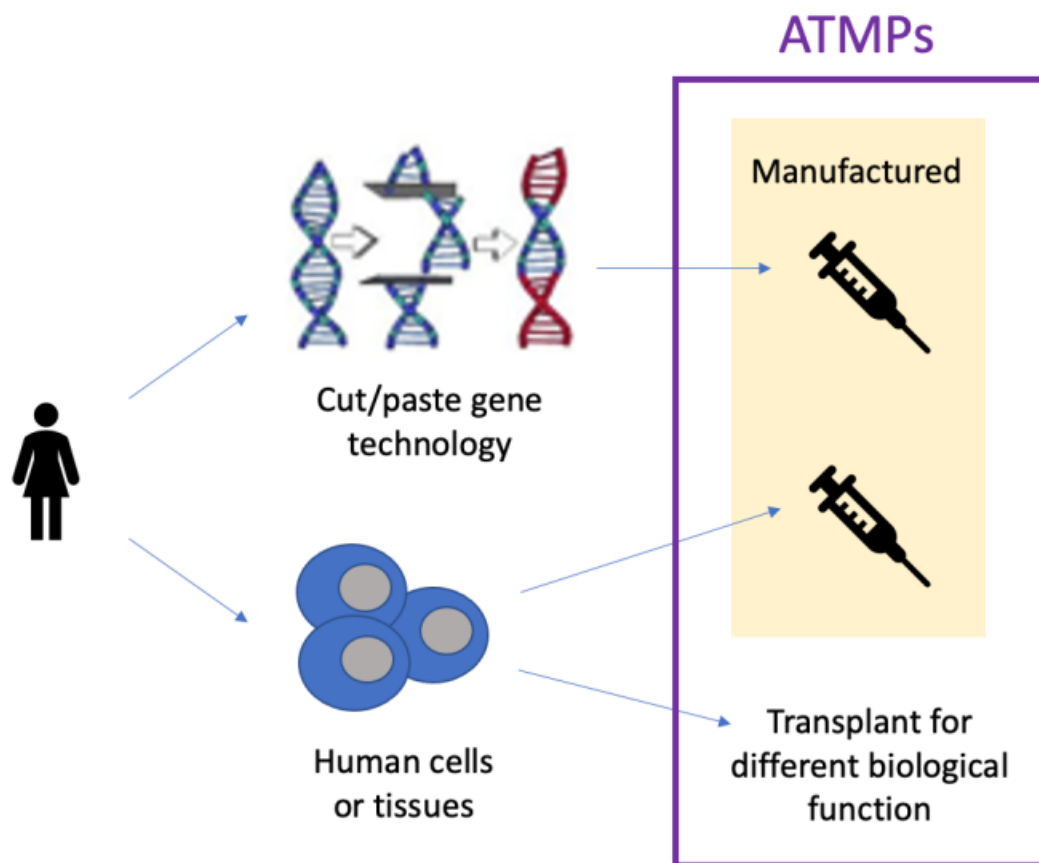 ATMPs
Manufactured
Cut/paste gene
technology
Human cells
or tissues
Transplant for
different biological
function